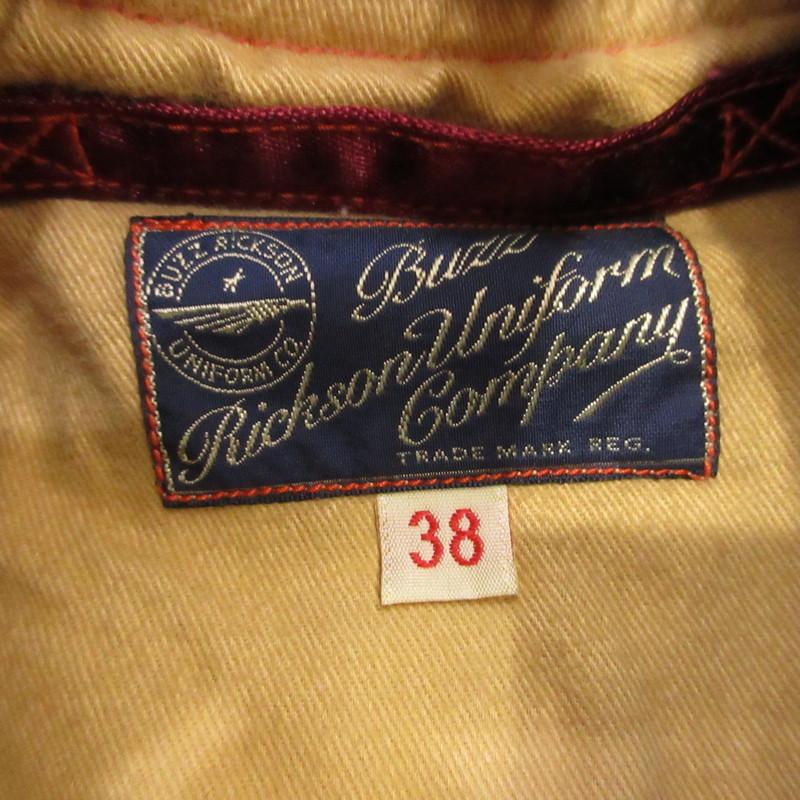 BUZZ RICKSON
UNIFORM CO.
Buzz
Rickson Uniform
Company
TRADE MARK REG.
38